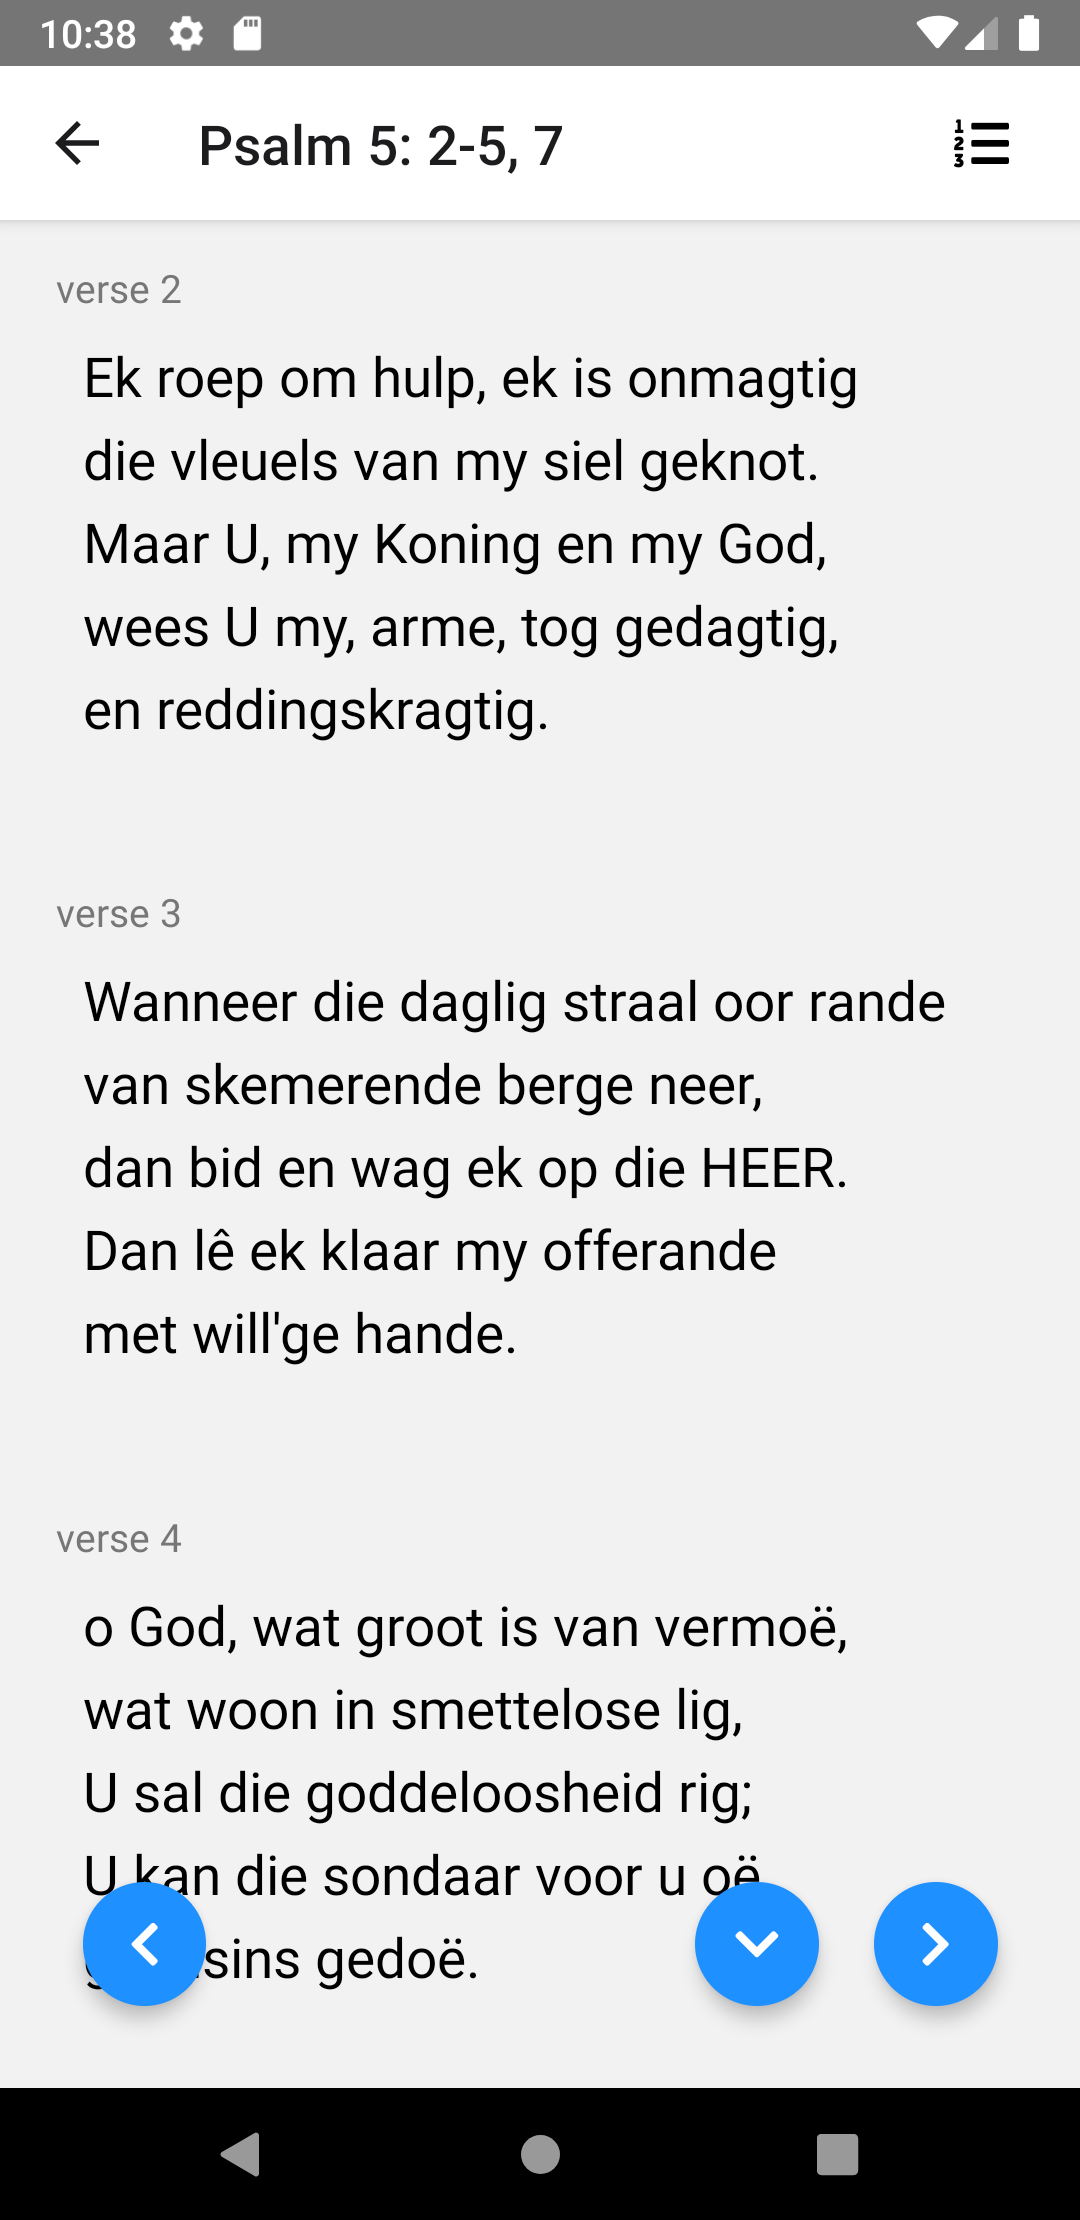 10:38
Psalm 5: 2-5, 7
verse 2
Ek roep om hulp, ek is onmagtig
die vleuels van my siel geknot.
Maar U, my Koning en my God,
wees U my, arme, tog gedagtig,
en reddingskragtig.
verse 3
Wanneer die daglig straal oor rande
van skemerende berge neer,
dan bid en wag ek op die HEER.
Dan lê ek klaar my offerande
met will'ge hande.
verse 4
o God, wat groot is van vermoë,
wat woon in smettelose lig,
U sal die goddeloosheid rig;
U kan die sondaar voor u oë
gedoë.